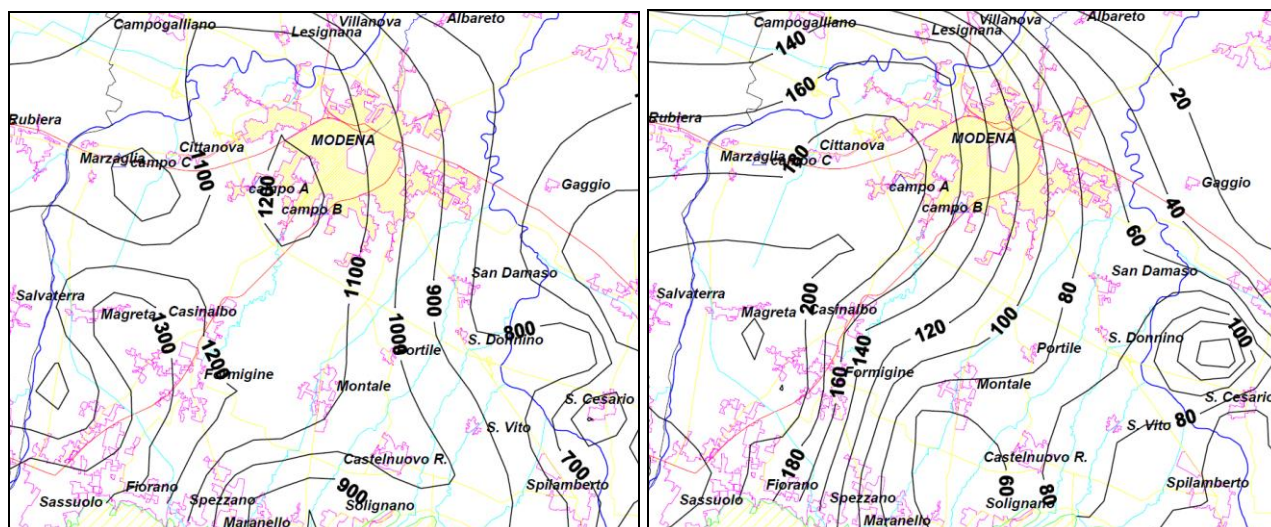 Campogalliano
Villanova
Albareto
Lesignana
Rubiera
MODENA
Cittanova
Marzaglia
campo C
1100
campo A
Gaggio
1200
campo B
1100
San Damaso
Salvaterra
900
Magreta
Casinalbo
1300
1000
800
S. Donnino
1200
Portile
Formigine
Montale
S. Cesario
S. Vito
700
Castelnuovo R.
Fiorano
900
Spilamberto
Sassuolo
Spezzano
Solignano
Maranello
Campogalliano
Villanova
Albareto
140
Lesignana
160
20
Rubiera
MODENA
Cittanova
Marzaglia
campo C
180
campo A
Gaggio
campo B
40
60
San Damaso
Salvaterra
200
80
Magreta
Casinalbo
100
120
100
S. Donnino
140
Portile
Formigine
160
Montale
S. Cesario
S. Vito
80
180
Castelnuovo R.
Fiorano
60
80
Spilamberto
Sassuolo
Spezzano
Solignano
Maranello